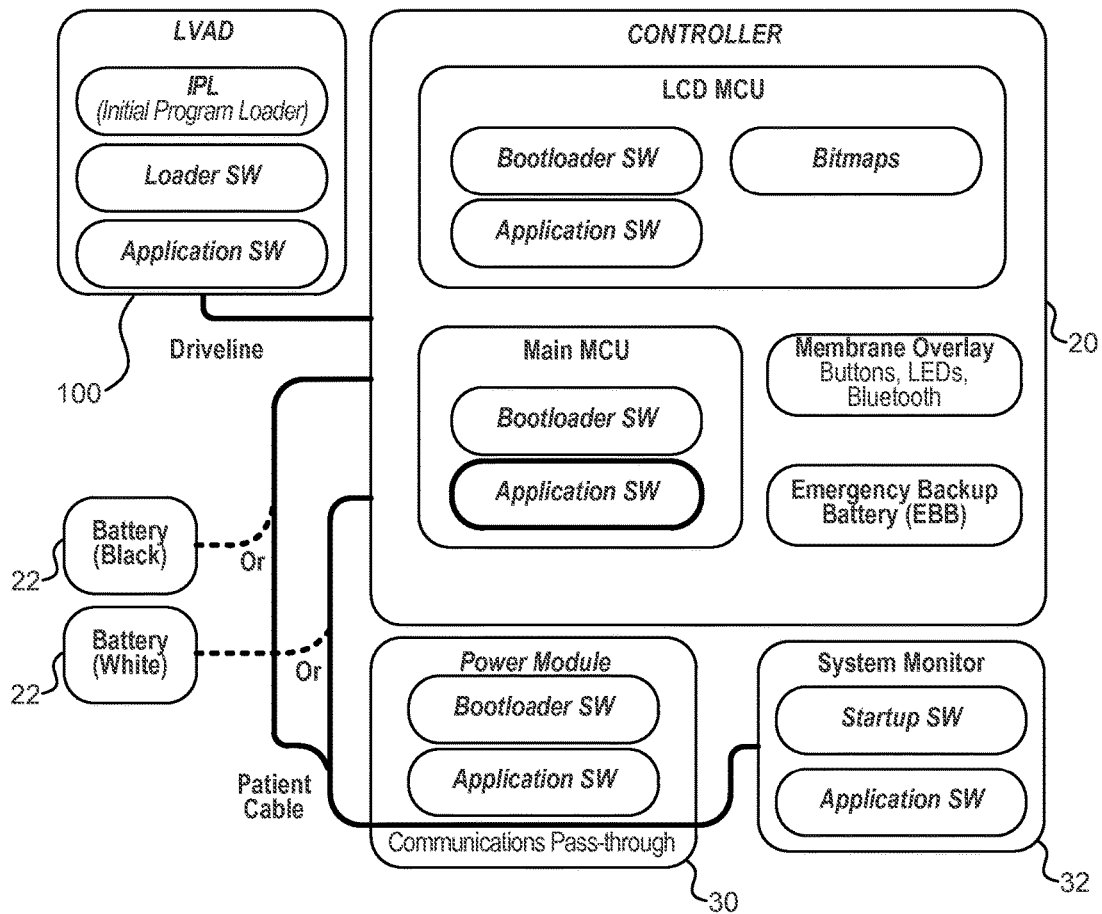 LVAD
IPL
(Initial Program Loader)
Loader SW
Application SW
100
Driveline
CONTROLLER
LCD MCU
Bootloader SW
Bitmaps
Application SW
Main MCU
Bootloader SW
Application SW
Membrane Overlay
Buttons, LEDs,
Bluetooth
Emergency Backup
Battery (EBB)
20
Battery
(Black)
22
Or
Battery
(White)
22
Or
Patient
Cable
Power Module
Bootloader SW
Application SW
Communications Pass-through
30
System Monitor
Startup SW
Application SW
32